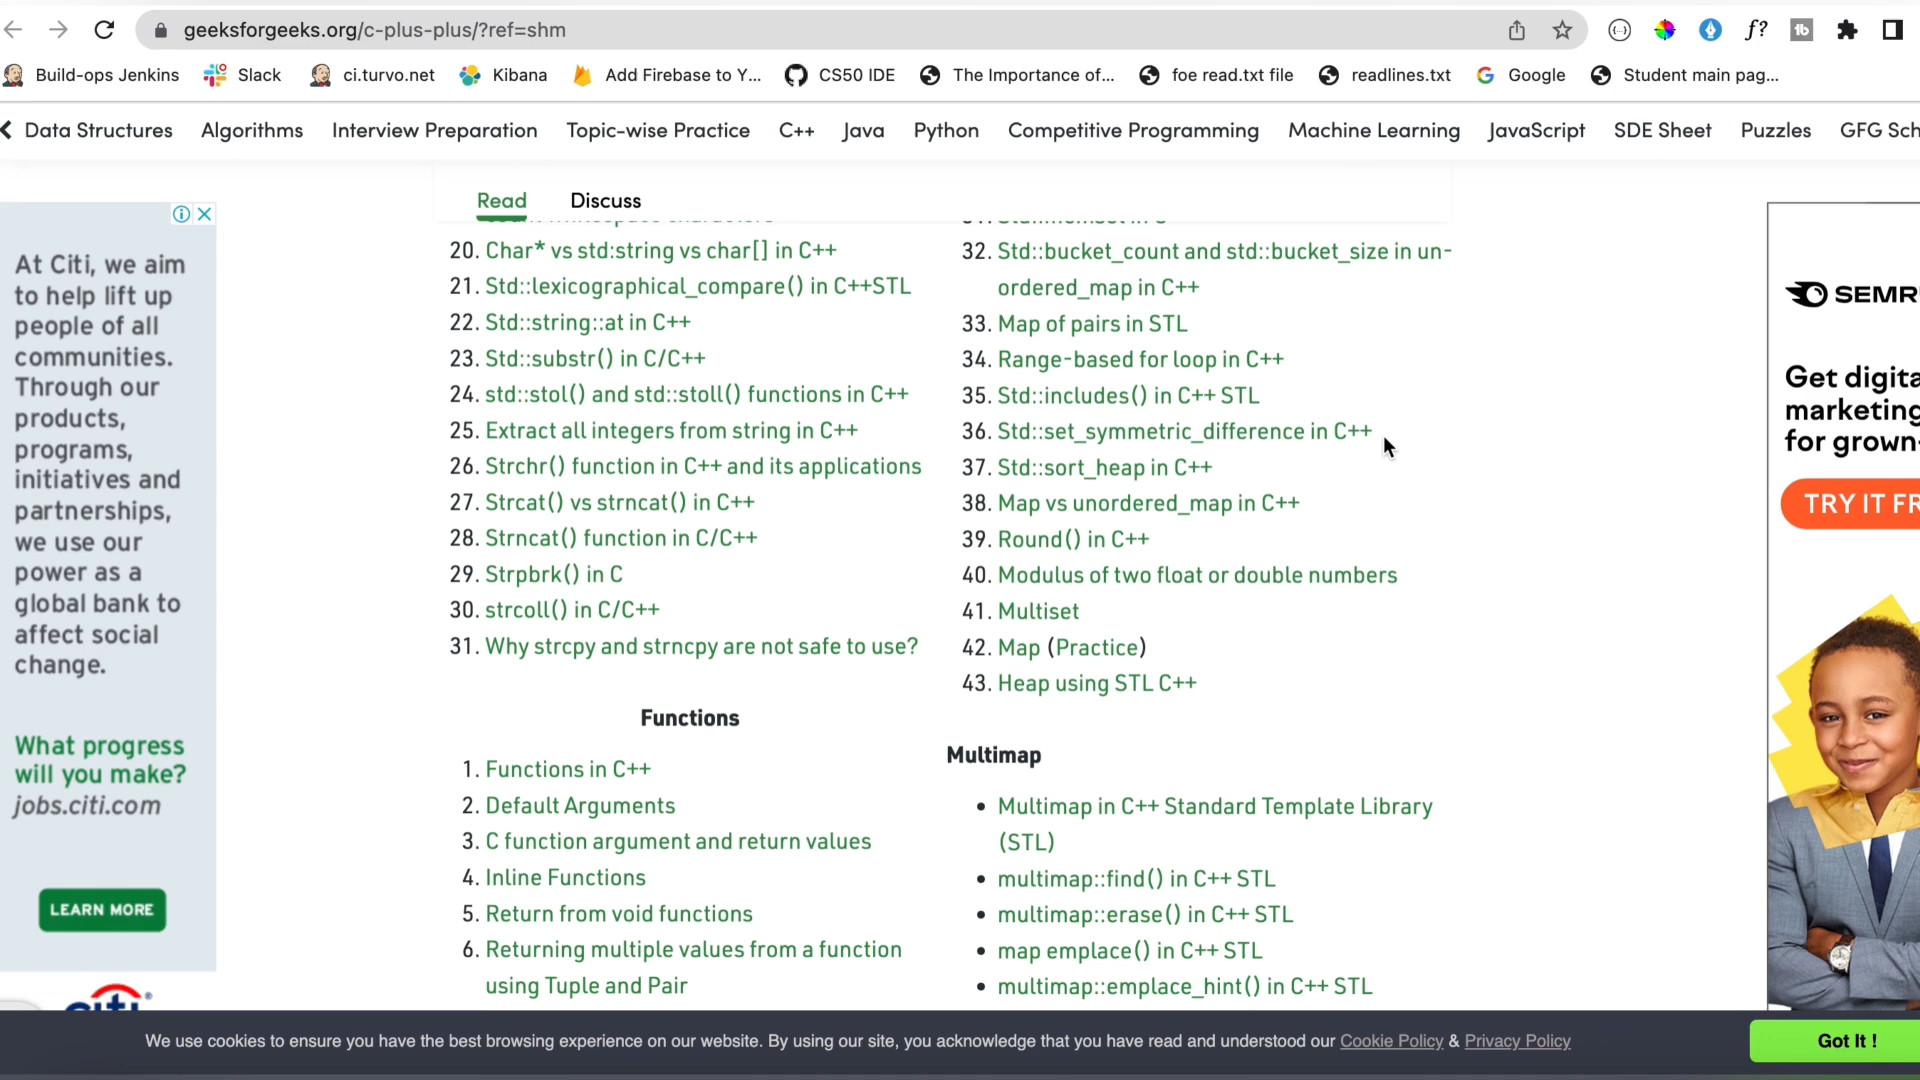 geeksforgeeks.org/c-plus-plus/?ref=shm
Build-ops Jenkins Slack ci.turvo.net Kibana Add Firebase to Y... CS50 IDE The Importance of... foe read.txt file readlines.txt Google Student main pag...
Data Structures Algorithms Interview Preparation Topic-wise Practice C++ Java Python Competitive Programming Machine Learning JavaScript SDE Sheet Puzzles GFG Sch
Read Discuss
At Citi, we aim
to help lift up
people of all
communities.
Through our
products,
programs,
initiatives and
partnerships,
we use our
power as a
global bank to
affect social
change.
What progress
will you make?
jobs.citi.com
LEARN MORE
citi
20. Char* vs std:string vs char[] in C++
21. Std::lexicographical_compare() in C++STL
22. Std::string::at in C++
23. Std::substr() in C/C++
24. std::stol() and std::stoll() functions in C++
25. Extract all integers from string in C++
26. Strchr() function in C++ and its applications
27. Strcat() vs strncat() in C++
28. Strncat() function in C/C++
29. Strpbrk() in C
30. strcoll() in C/C++
31. Why strcpy and strncpy are not safe to use?
Functions
1. Functions in C++
2. Default Arguments
3. C function argument and return values
4. Inline Functions
5. Return from void functions
6. Returning multiple values from a function
using Tuple and Pair
32. Std::bucket_count and std::bucket_size in un-
ordered_map in C++
33. Map of pairs in STL
34. Range-based for loop in C++
35. Std::includes() in C++ STL
36. Std::set_symmetric_difference in C++
37. Std::sort_heap in C++
38. Map vs unordered_map in C++
39. Round() in C++
40. Modulus of two float or double numbers
41. Multiset
42. Map (Practice)
43. Heap using STL C++
Multimap
• Multimap in C++ Standard Template Library
(STL)
• multimap::find() in C++ STL
• multimap::erase() in C++ STL
• map emplace() in C++ STL
• multimap::emplace_hint() in C++ STL
SEMR
Get digita
marketing
for grown-
TRY IT FR
We use cookies to ensure you have the best browsing experience on our website. By using our site, you acknowledge that you have read and understood our Cookie Policy & Privacy Policy
Got It !